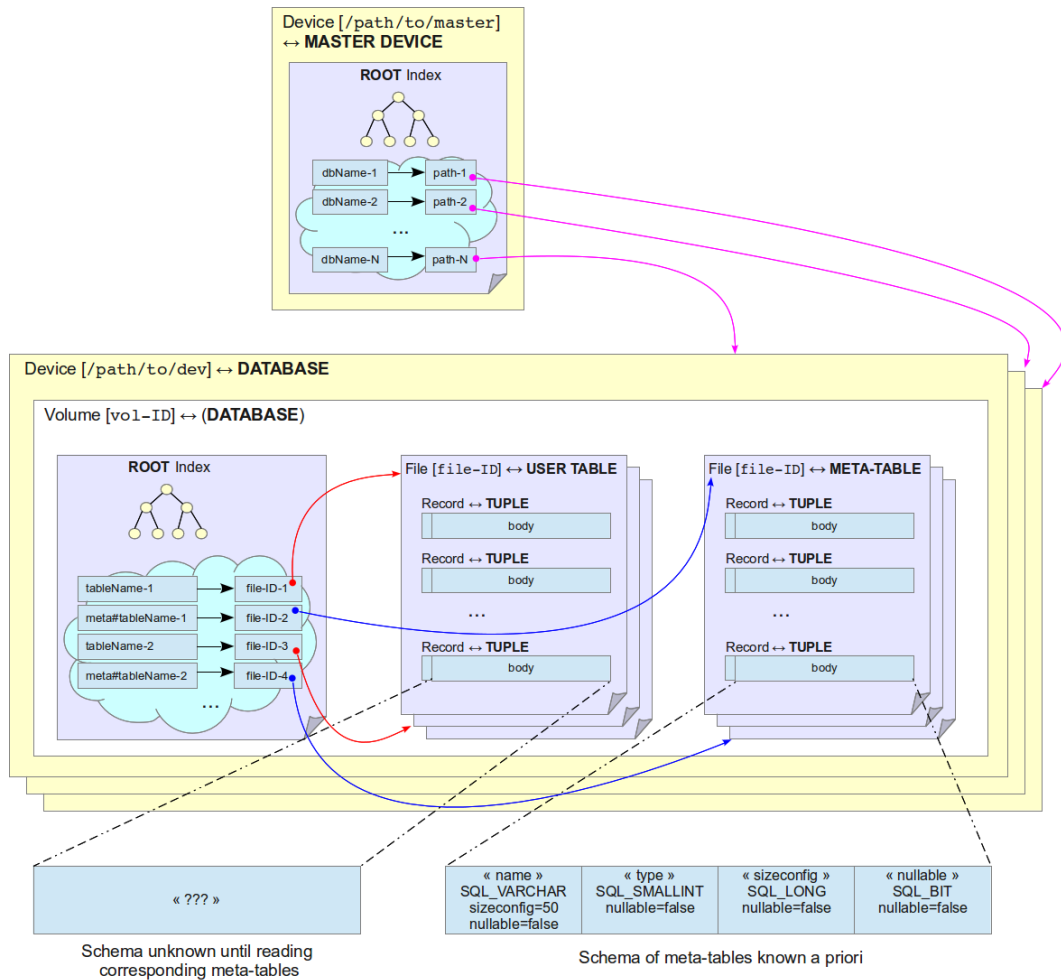 Device [/path/to/master]
↔ MASTER DEVICE
ROOT Index
dbName-1
path-1
dbName-2
path-2
...
dbName-N
path-N
Device [/path/to/dev] ↔ DATABASE
Volume [vol-ID] ↔ (DATABASE)
ROOT Index
tableName-1
file-ID-1
meta#tableName-1
file-ID-2
tableName-2
file-ID-3
meta#tableName-2
file-ID-4
...
File [file-ID] ↔ USER TABLE
Record ↔ TUPLE
body
Record ↔ TUPLE
body
...
Record ↔ TUPLE
body
File [file-ID] ↔ META-TABLE
Record ↔ TUPLE
body
Record ↔ TUPLE
body
...
Record ↔ TUPLE
body
« ??? »
Schema unknown until reading
corresponding meta-tables
« name »
SQL_VARCHAR
sizeconfig=50
nullable=false
« type »
SQL_SMALLINT
nullable=false
« sizeconfig »
SQL_LONG
nullable=false
« nullable »
SQL_BIT
nullable=false
Schema of meta-tables known a priori